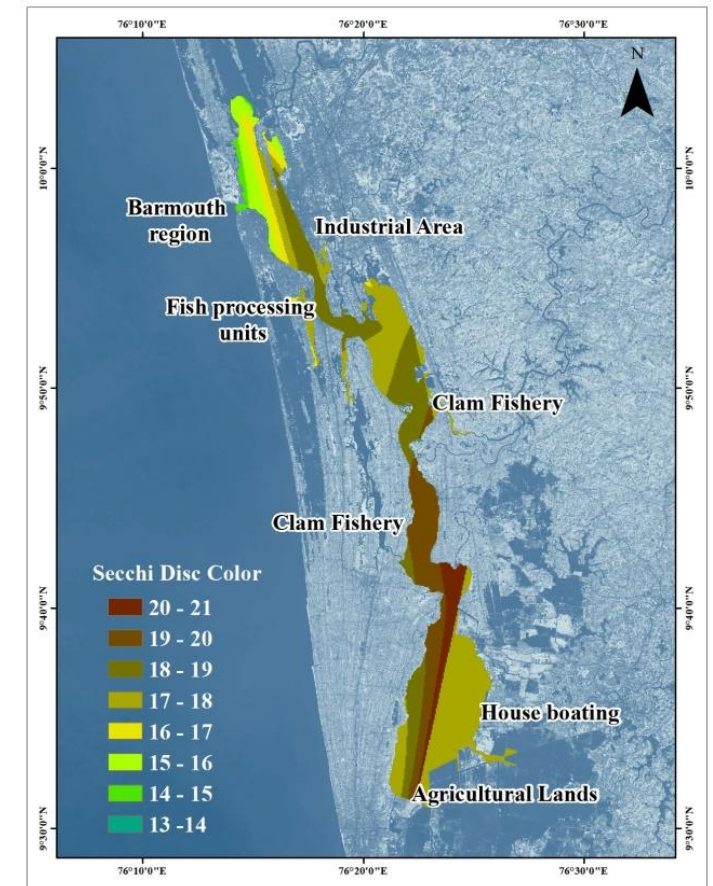 76°10'0"E 76°20'0"E 76°30'0"E
N
10°0'0"N 10°0'0"N
Barmouth
region
Industrial Area
Fish processing
units
9°50'0"N 9°50'0"N
Clam Fishery
Clam Fishery
Secchi Disc Color
20 - 21
19 - 20
18 - 19
17 - 18
16 - 17
15 - 16
14 - 15
13 -14
9°40'0"N 9°40'0"N
House boating
Agricultural Lands
9°30'0"N 9°30'0"N
76°10'0"E 76°20'0"E 76°30'0"E